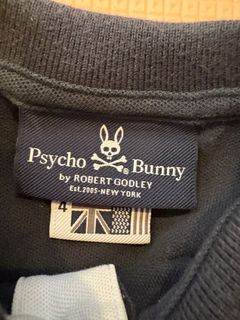 Psycho Bunny
by ROBERT GODLEY
EST. 2005-NEW YORK
4